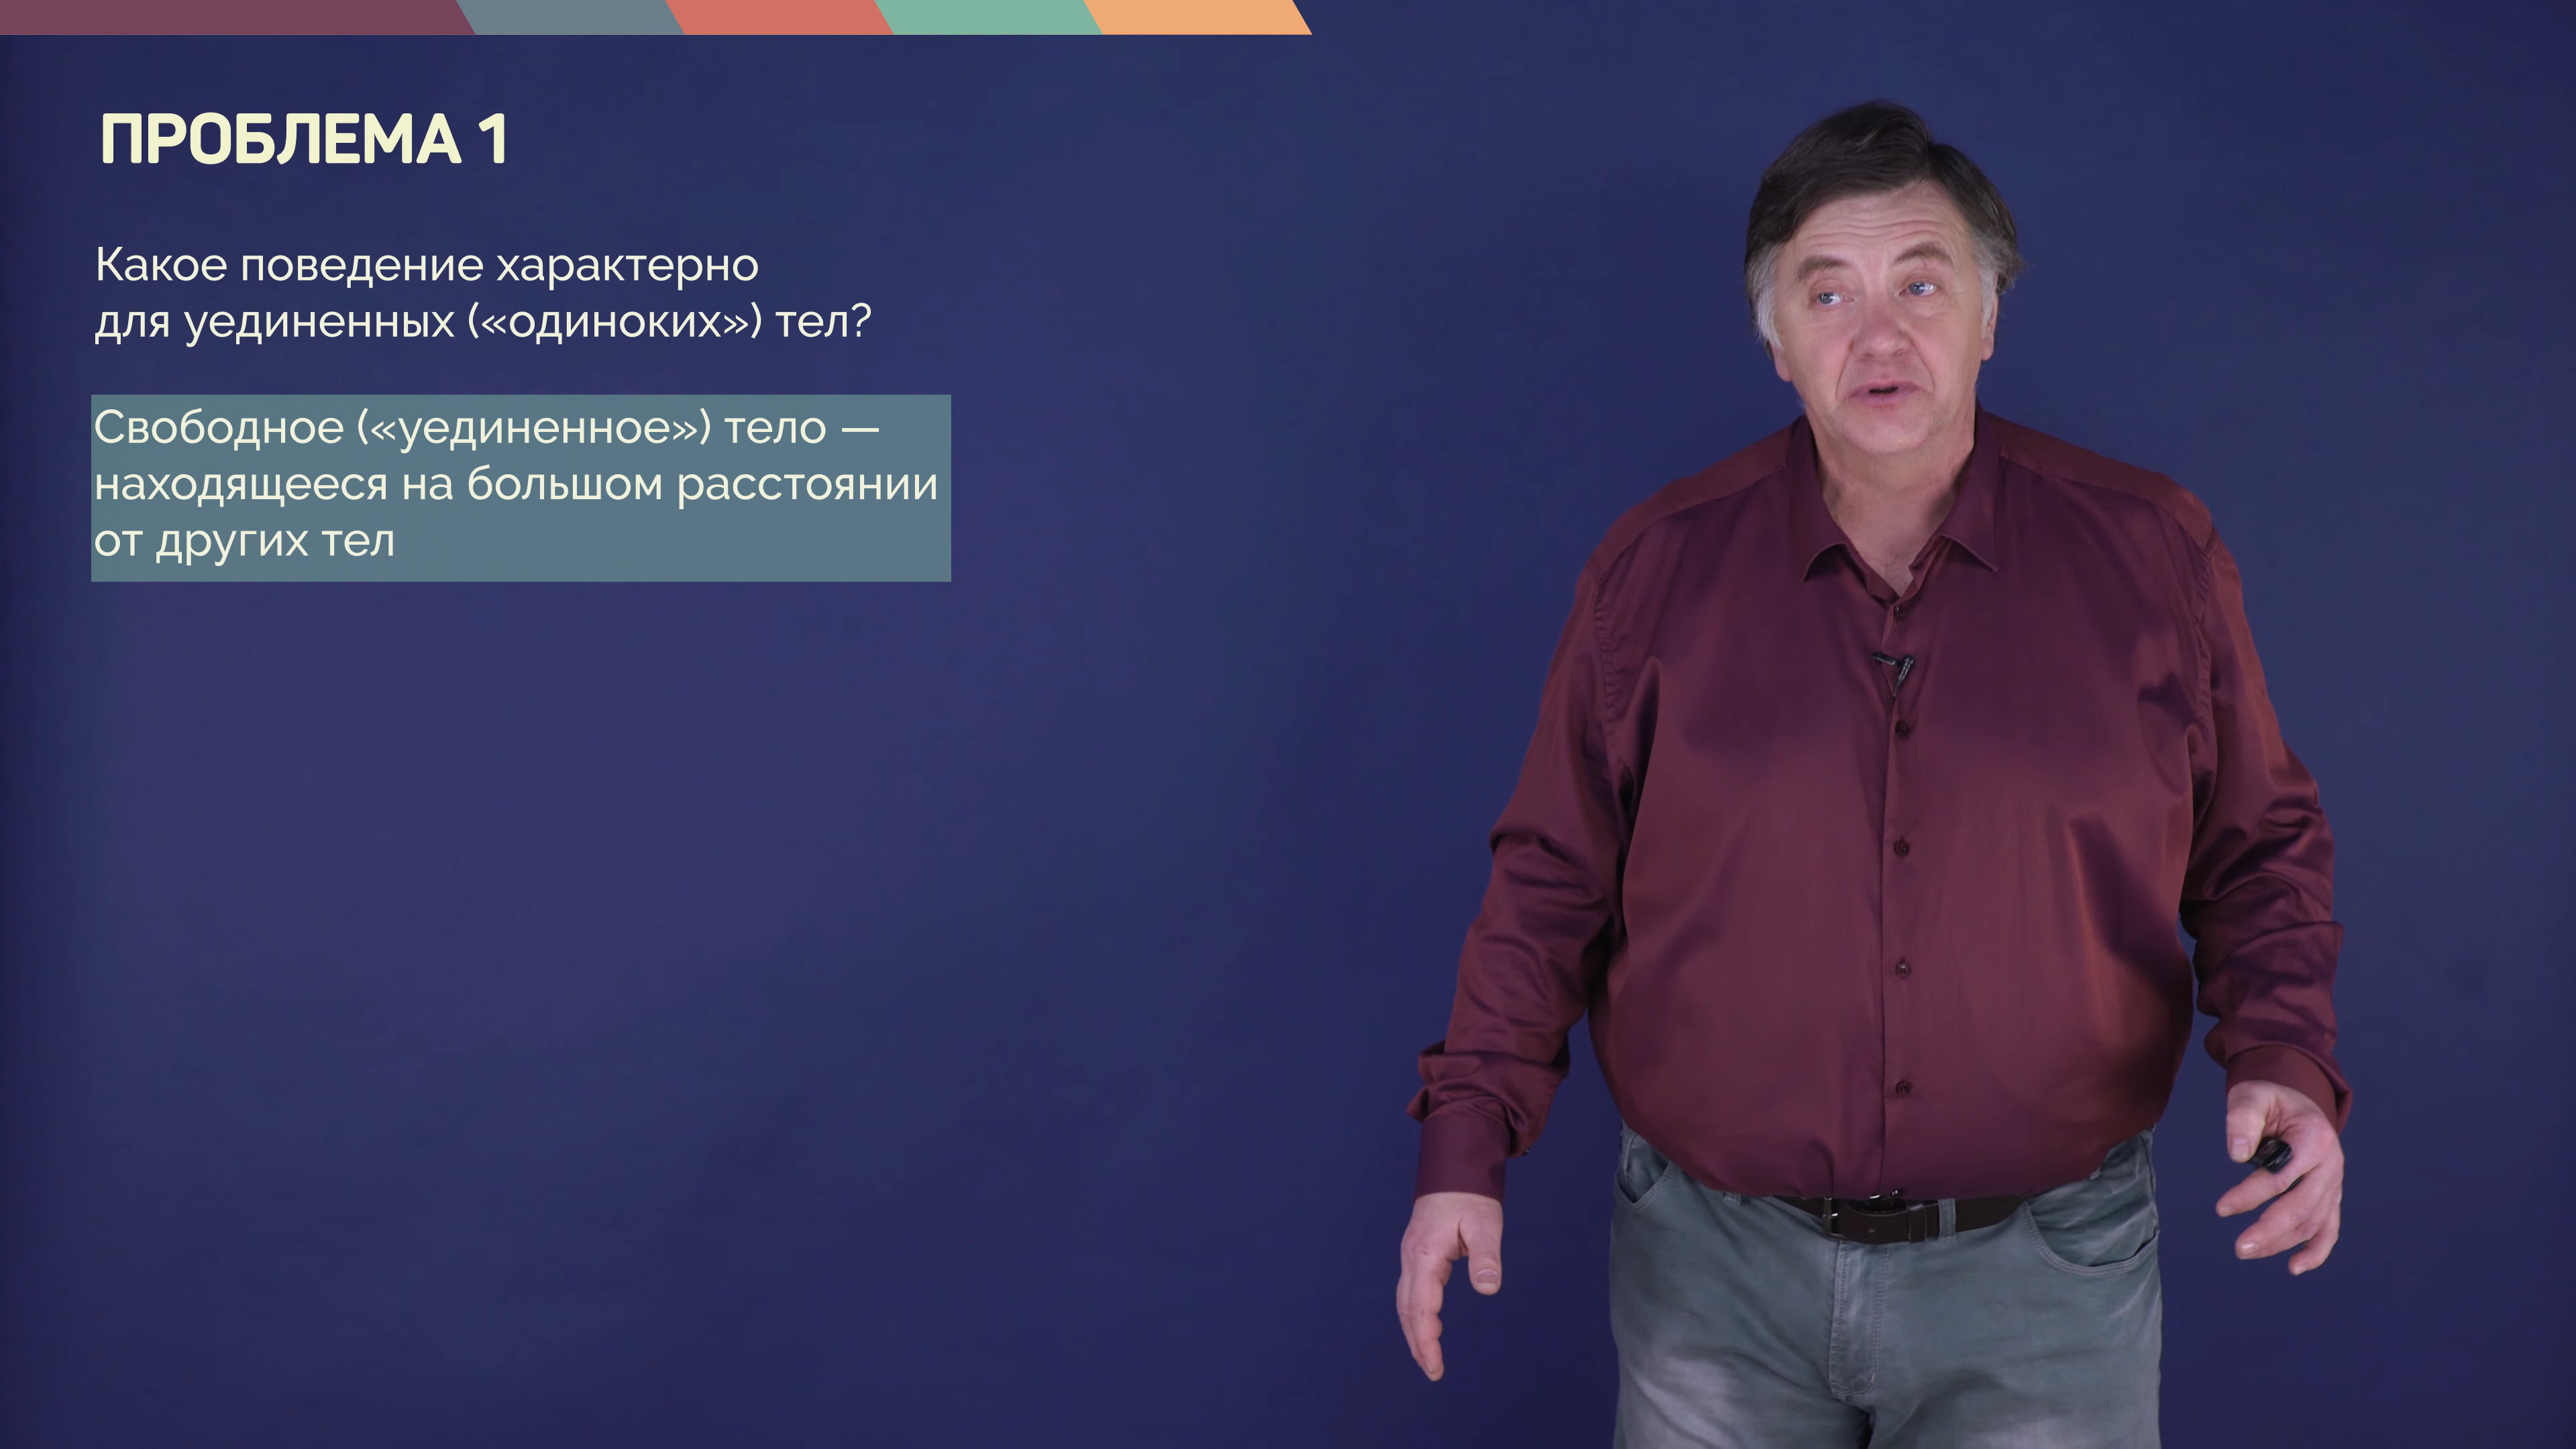 ПРОБЛЕМА 1
Какое поведение характерно
для уединенных («одиноких») тел?
Свободное («уединенное») тело —
находящееся на большом расстоянии
от других тел